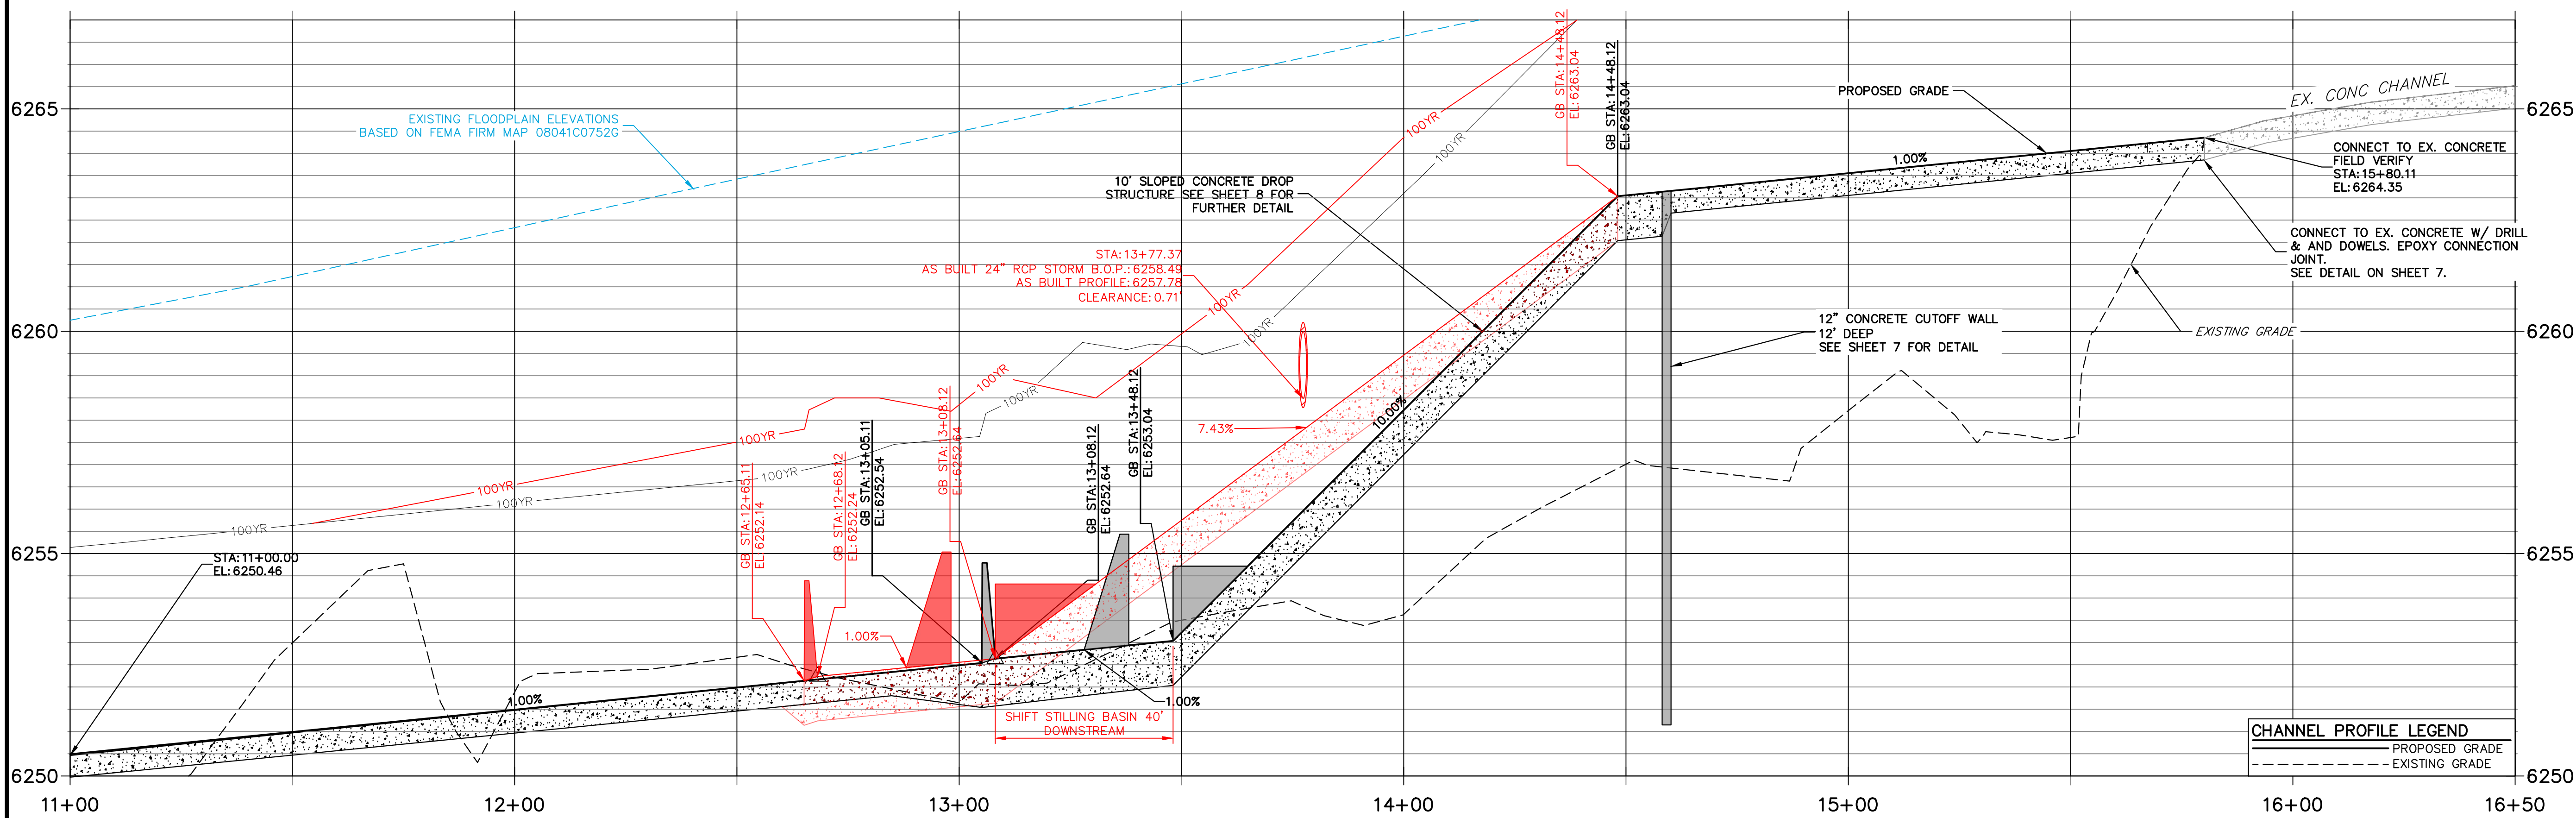 EXISTING FLOODPLAIN ELEVATIONS
BASED ON FEMA FIRM MAP 08041C0752G
GB STA:14+48.12
EL:6263.04
GB STA:14+48.12
EL:6263.04
PROPOSED GRADE
EX. CONC CHANNEL
6265
6265
100YR
100YR
1.00%
CONNECT TO EX. CONCRETE
FIELD VERIFY
STA:15+80.11
EL:6264.35
10' SLOPED CONCRETE DROP
STRUCTURE SEE SHEET 8 FOR
FURTHER DETAIL
CONNECT TO EX. CONCRETE W/ DRILL
& AND DOWELS. EPOXY CONNECTION
JOINT.
SEE DETAIL ON SHEET 7.
STA:13+77.37
AS BUILT 24" RCP STORM B.O.P.:6258.49
AS BUILT PROFILE:6257.78
CLEARANCE:0.71'
100YR
100YR
6260
6260
12" CONCRETE CUTOFF WALL
12' DEEP
SEE SHEET 7 FOR DETAIL
EXISTING GRADE
100YR
100YR
7.43%
10.00%
100YR
100YR
100YR
100YR
100YR
GB STA:12+65.11
EL:6252.14
GB STA:12+68.12
EL:6252.24
GB STA:13+05.11
EL:6252.54
GB STA:13+08.12
EL:6252.64
GB STA:13+08.12
EL:6252.64
GB STA:13+48.12
EL:6253.04
6255
6255
STA:11+00.00
EL:6250.46
1.00%
1.00%
1.00%
SHIFT STILLING BASIN 40'
DOWNSTREAM
CHANNEL PROFILE LEGEND
PROPOSED GRADE
EXISTING GRADE
6250
6250
11+00
12+00
13+00
14+00
15+00
16+00
16+50